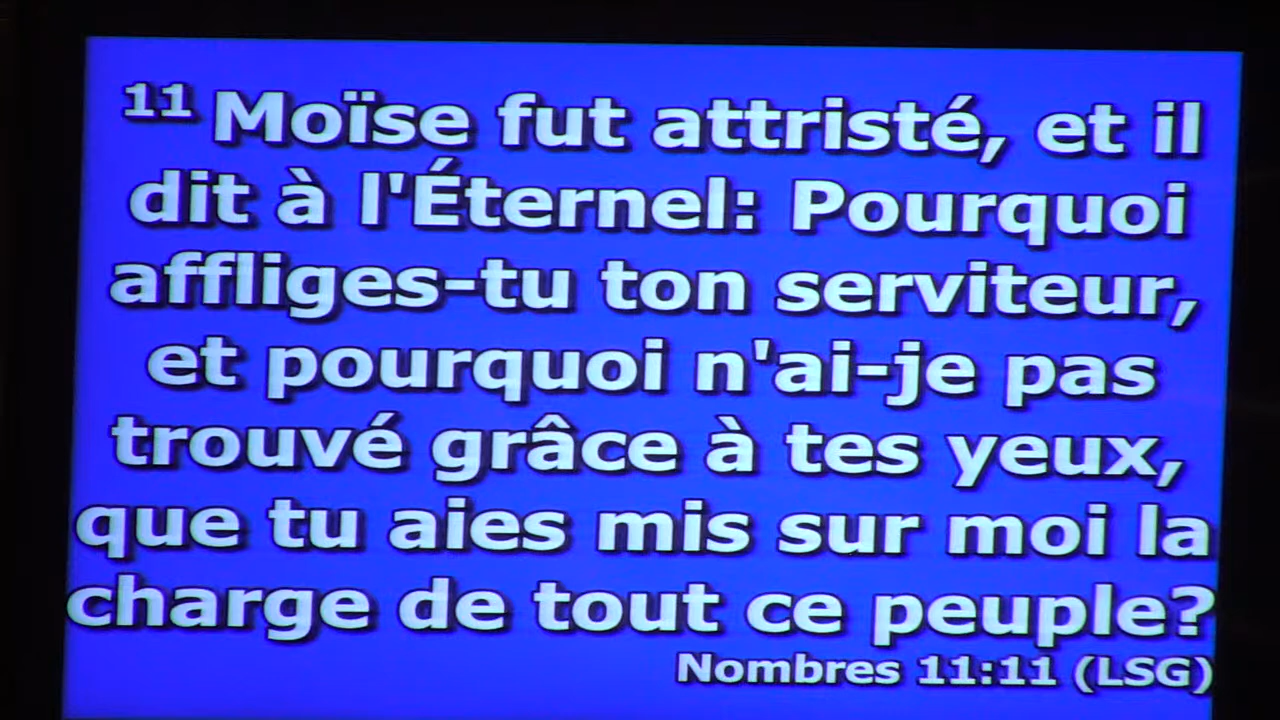 11 Moïse fut attristé, et il
dit à l'Éternel: Pourquoi
affliges-tu ton serviteur,
et pourquoi n'ai-je pas
trouvé grâce à tes yeux,
que tu aies mis sur moi la
charge de tout ce peuple?
Nombres 11:11 (LSG)